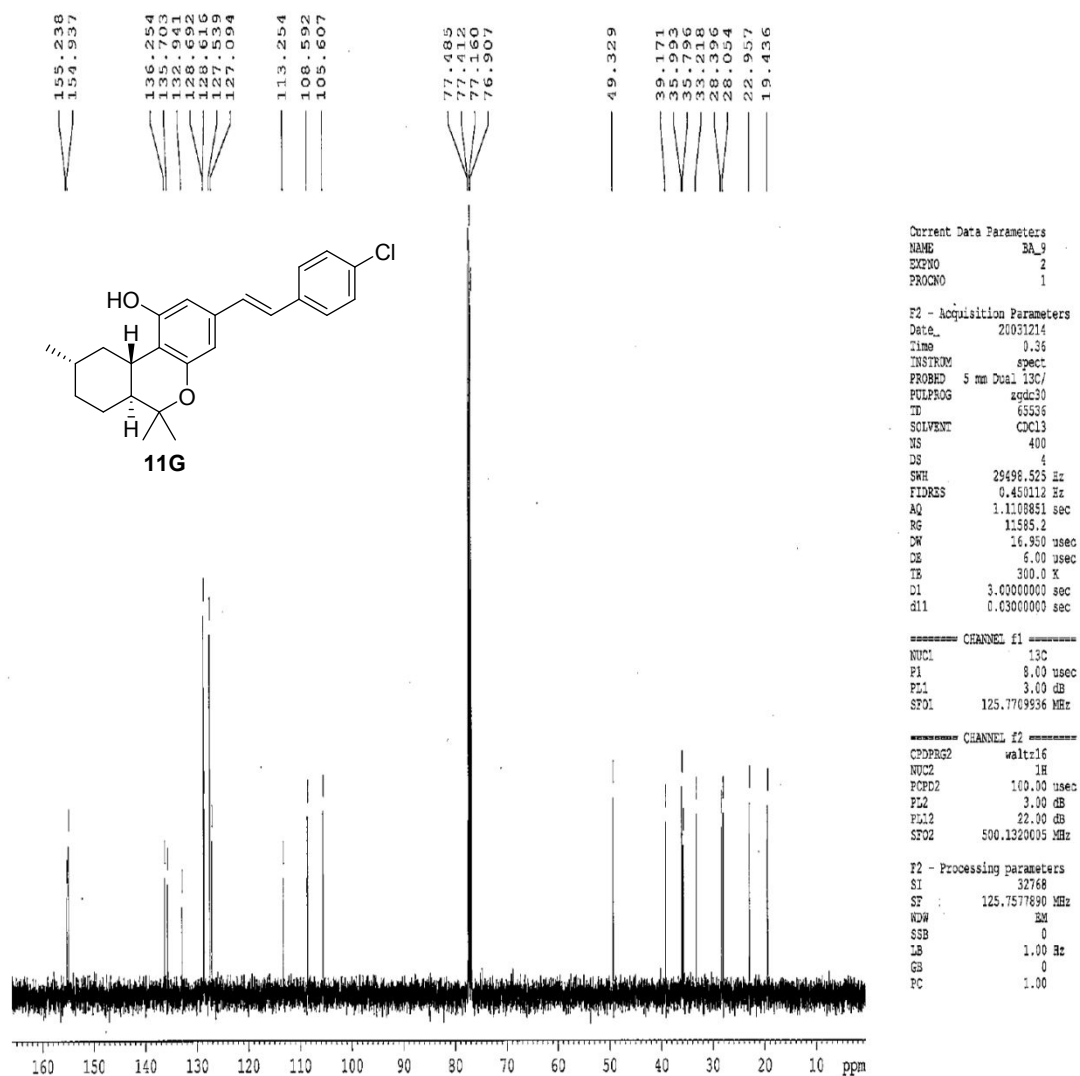 155.238
154.937
136.254
135.703
132.941
128.692
128.616
127.539
127.094
113.254
108.592
105.607
77.485
77.412
77.160
76.907
49.329
39.171
35.993
35.796
33.218
28.396
28.054
22.957
19.436
Cl
HO
H
O
H
11G
Current Data Parameters
NAME BA_9
EXPNO 2
PROCNO 1
F2 - Acquisition Parameters
Date_ 20031214
Time 0.36
INSTRUM spect
PROBHD 5 mm Dual 13C/
PULPROG zgdc30
TD 65536
SOLVENT CDCl3
NS 400
DS 4
SWH 29498.525 Hz
FIDRES 0.450112 Hz
AQ 1.1108851 sec
RG 11585.2
DW 16.950 usec
DE 6.00 usec
TE 300.0 K
D1 3.00000000 sec
d11 0.03000000 sec
======== CHANNEL f1 ========
NUC1 13C
P1 8.00 usec
PL1 3.00 dB
SFO1 125.7709936 MHz
======== CHANNEL f2 ========
CPDPRG2 waltz16
NUC2 1H
PCPD2 100.00 usec
PL2 3.00 dB
PL12 22.00 dB
SFO2 500.1320005 MHz
F2 - Processing parameters
SI 32768
SF 125.7577890 MHz
WDW EM
SSB 0
LB 1.00 Hz
GB 0
PC 1.00
160 150 140 130 120 110 100 90 80 70 60 50 40 30 20 10 ppm